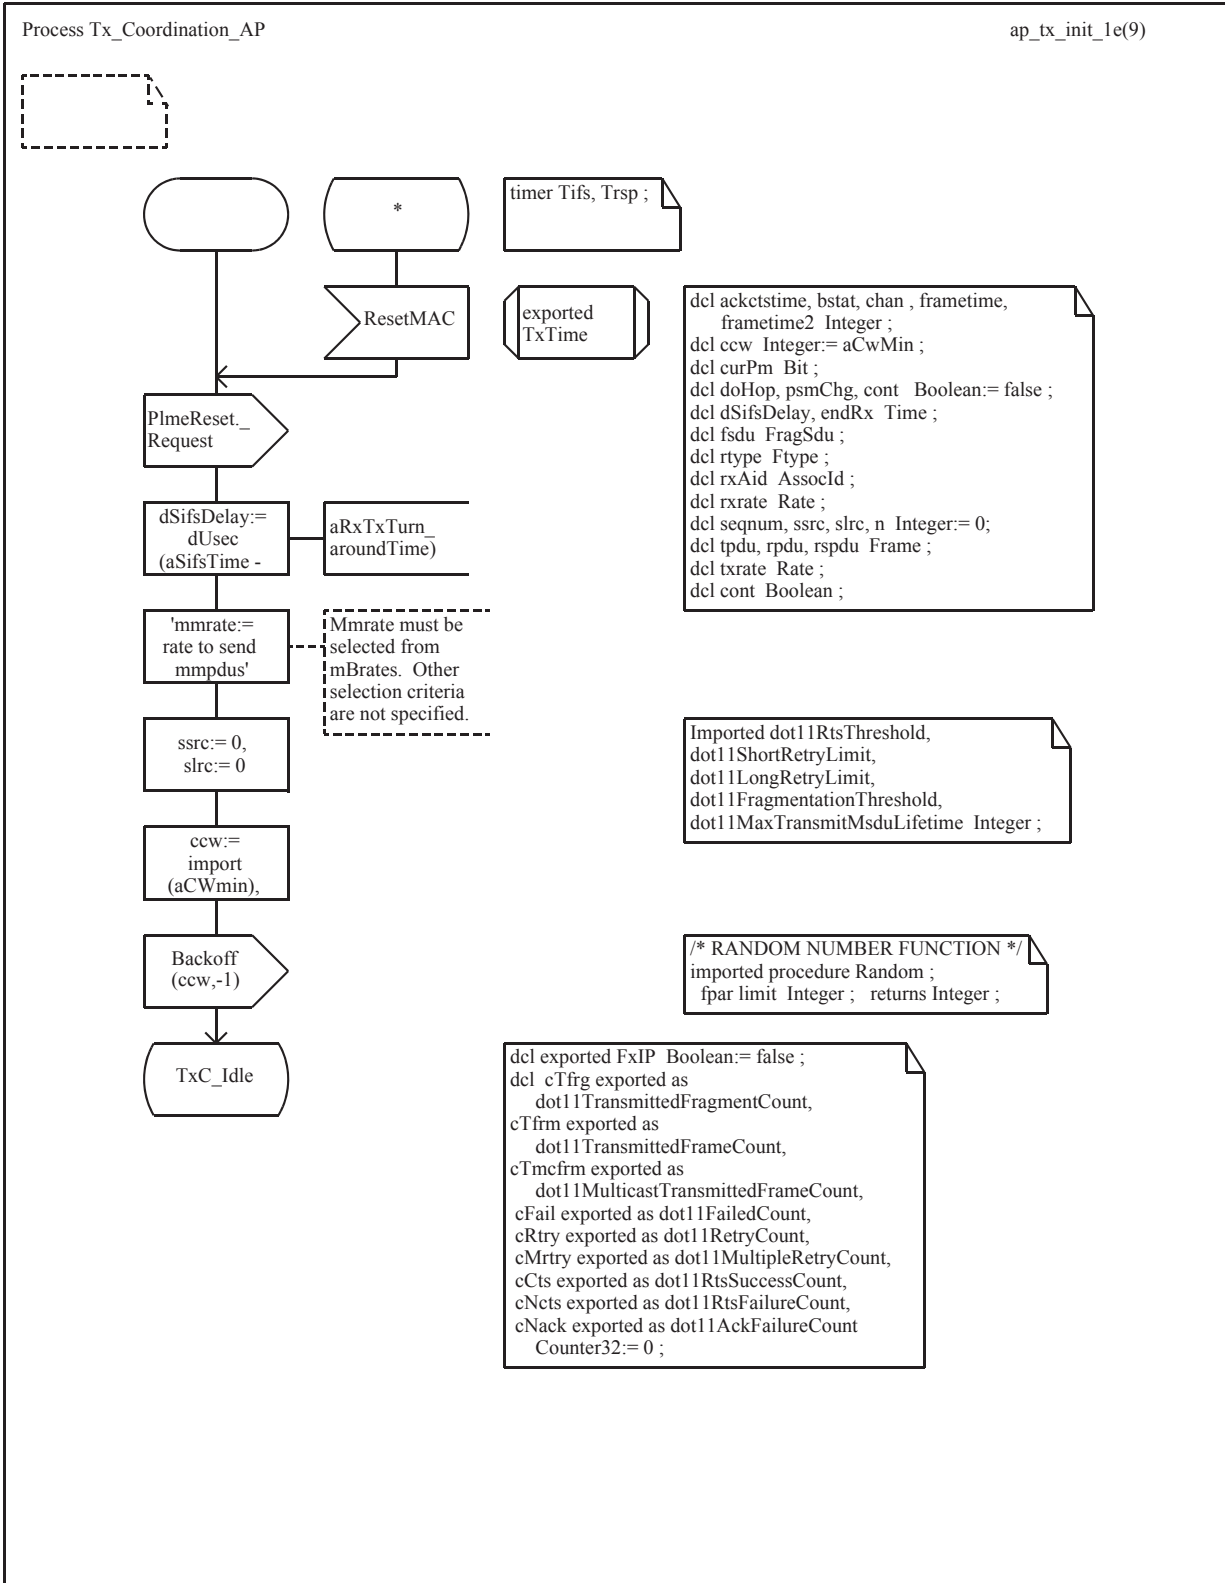 Process Tx_Coordination_AP
ap_tx_init_1e(9)
*
timer Tifs, Trsp ;
ResetMAC
exported
TxTime
dcl ackctstime, bstat, chan , frametime,
frametime2 Integer ;
dcl ccw Integer:= aCwMin ;
dcl curPm Bit ;
dcl doHop, psmChg, cont Boolean:= false ;
dcl dSifsDelay, endRx Time ;
dcl fsdu FragSdu ;
dcl rtype Ftype ;
dcl rxAid AssocId ;
dcl rxrate Rate ;
dcl seqnum, ssrc, slrc, n Integer:= 0;
dcl tpdu, rpdu, rspdu Frame ;
dcl txrate Rate ;
dcl cont Boolean ;
PlmeReset._
Request
dSifsDelay:=
dUsec
(aSifsTime -
aRxTxTurn_
aroundTime)
'mmrate:=
rate to send
mmpdus'
Mmrate must be
selected from
mBrates. Other
selection criteria
are not specified.
ssrc:= 0,
slrc:= 0
Imported dot11RtsThreshold,
dot11ShortRetryLimit,
dot11LongRetryLimit,
dot11FragmentationThreshold,
dot11MaxTransmitMsduLifetime Integer ;
ccw:=
import
(aCWmin),
Backoff
(ccw,-1)
/* RANDOM NUMBER FUNCTION */
imported procedure Random ;
fpar limit Integer ; returns Integer ;
TxC_Idle
dcl exported FxIP Boolean:= false ;
dcl cTfrg exported as
dot11TransmittedFragmentCount,
cTfrm exported as
dot11TransmittedFrameCount,
cTmcfrm exported as
dot11MulticastTransmittedFrameCount,
cFail exported as dot11FailedCount,
cRtry exported as dot11RetryCount,
cMrtry exported as dot11MultipleRetryCount,
cCts exported as dot11RtsSuccessCount,
cNcts exported as dot11RtsFailureCount,
cNack exported as dot11AckFailureCount
Counter32:= 0 ;